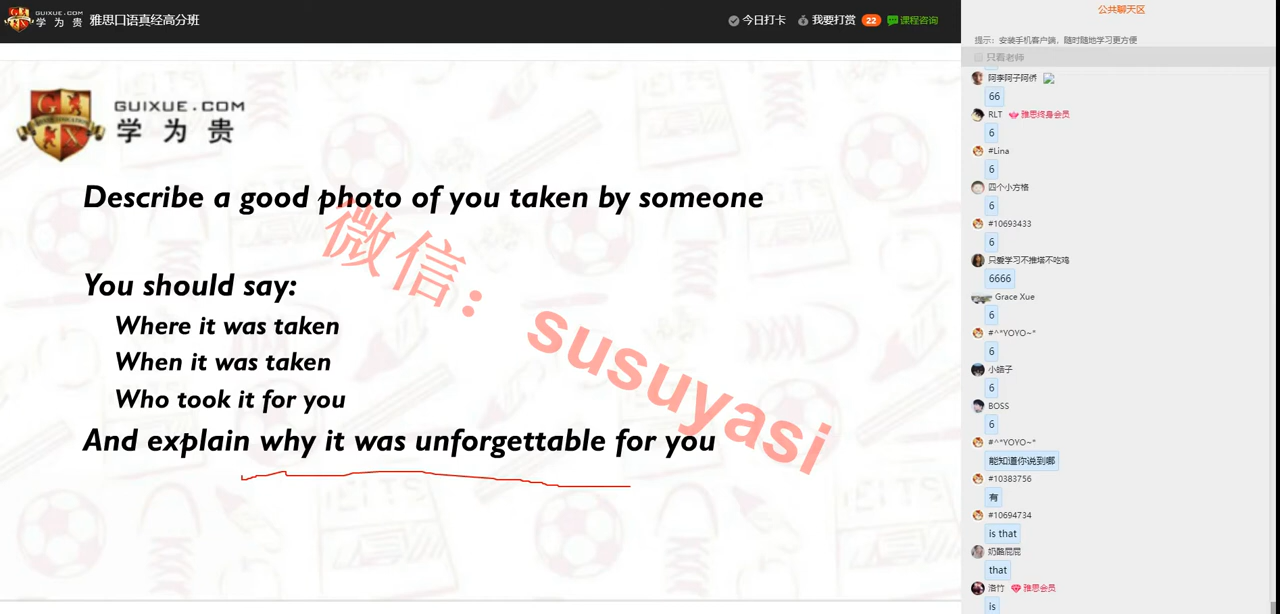 GUIXUE.COM
学为贵
雅思口语真经高分班
今日打卡
我要打赏
22
课程咨询
GUIXUE.COM
学为贵
Describe a good photo of you taken by someone
You should say:
Where it was taken
When it was taken
Who took it for you
And explain why it was unforgettable for you
微信：susuyasi
公共聊天区
提示：安装手机客户端，随时随地学习更方便
只看老师
阿李阿子阿侨
66
RLT 雅思终身会员
6
#Lina
6
四个小方格
6
#10693433
6
只爱学习不推塔不吃鸡
6666
Grace Xue
6
#^*YOYO~*
6
小皓子
6
BOSS
6
#^*YOYO~*
能知道你说到哪
#10383756
有
#10694734
is that
奶酪屁屁
that
洛竹 雅思会员
is